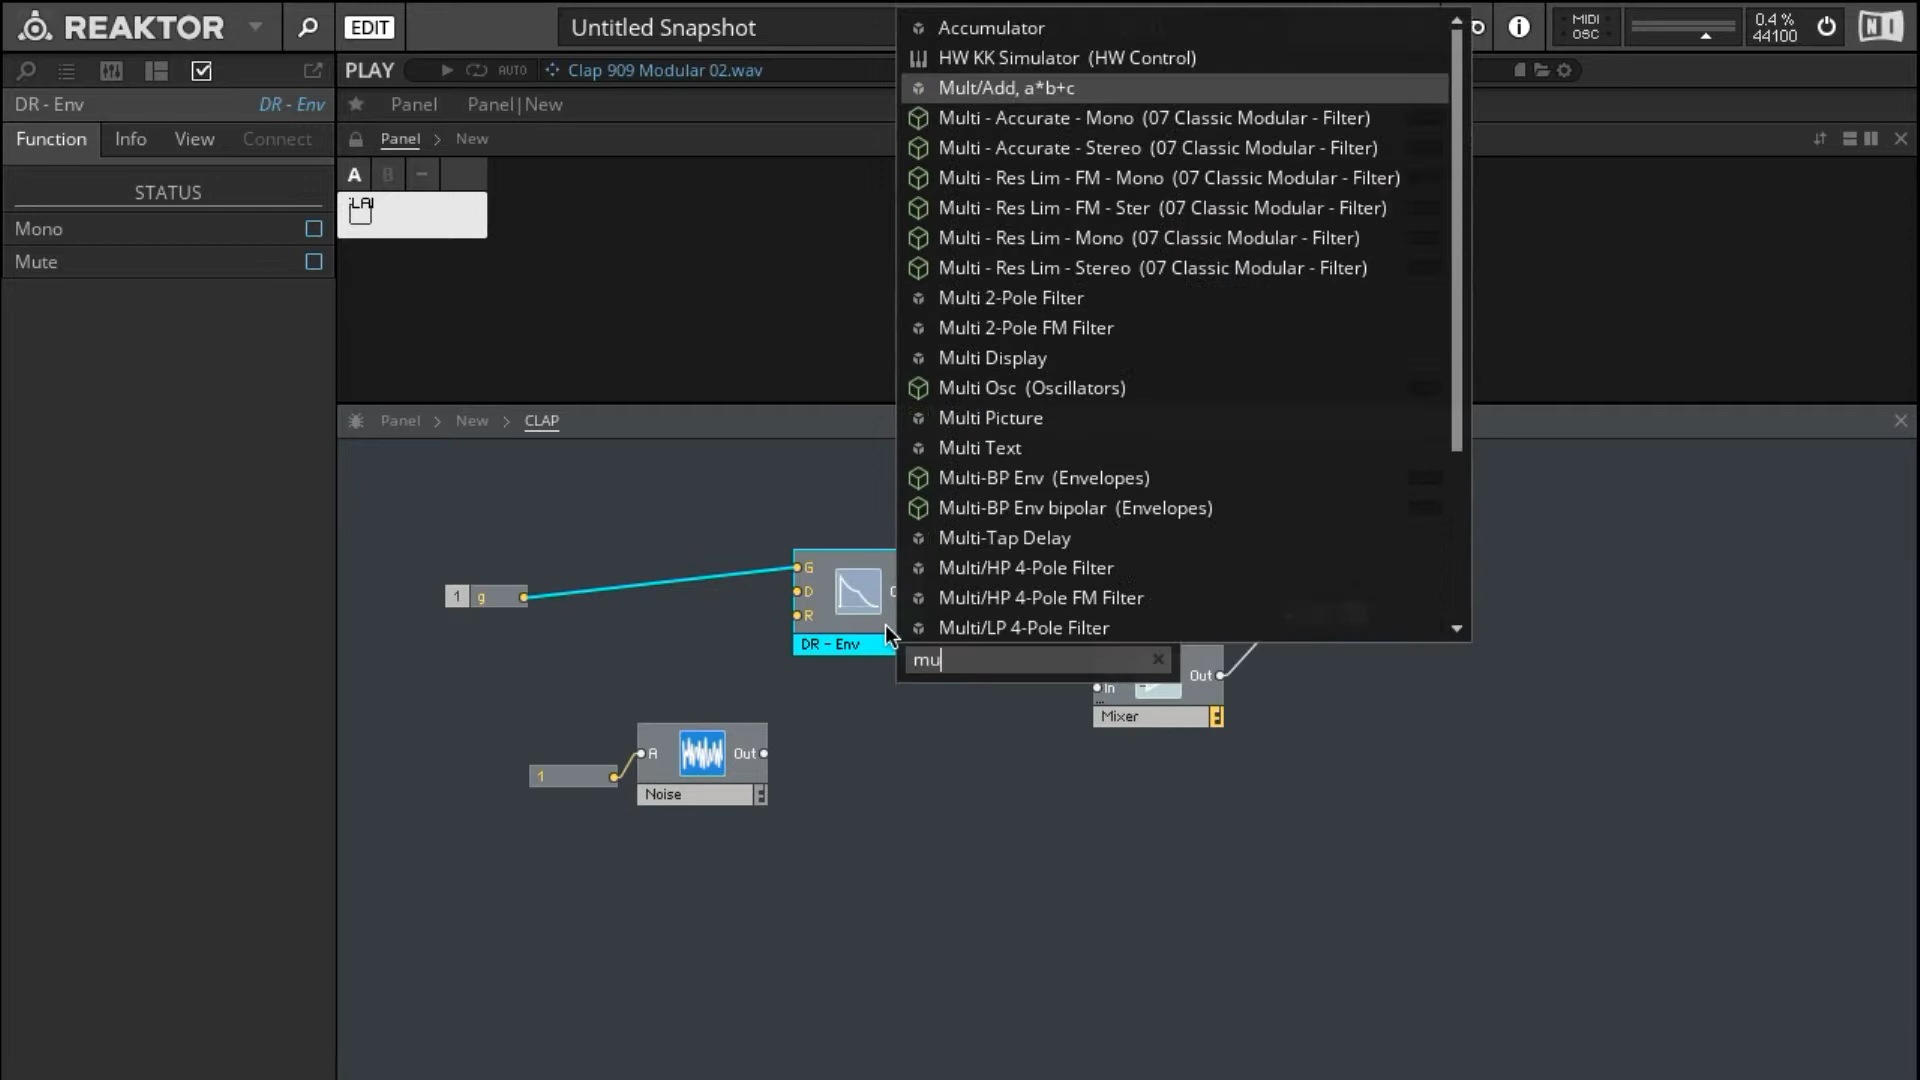 REAKTOR
EDIT
Untitled Snapshot
MIDI
OSC
0.4 %
44100
PLAY
AUTO
Clap 909 Modular 02.wav
DR - Env
DR - Env
Panel
Panel|New
Function
Info
View
Connect
Panel > New
A
B
STATUS
Mono
Mute
Panel > New > CLAP
Accumulator
HW KK Simulator (HW Control)
Mult/Add, a*b+c
Multi - Accurate - Mono (07 Classic Modular - Filter)
Multi - Accurate - Stereo (07 Classic Modular - Filter)
Multi - Res Lim - FM - Mono (07 Classic Modular - Filter)
Multi - Res Lim - FM - Ster (07 Classic Modular - Filter)
Multi - Res Lim - Mono (07 Classic Modular - Filter)
Multi - Res Lim - Stereo (07 Classic Modular - Filter)
Multi 2-Pole Filter
Multi 2-Pole FM Filter
Multi Display
Multi Osc (Oscillators)
Multi Picture
Multi Text
Multi-BP Env (Envelopes)
Multi-BP Env bipolar (Envelopes)
Multi-Tap Delay
Multi/HP 4-Pole Filter
Multi/HP 4-Pole FM Filter
Multi/LP 4-Pole Filter
mu
1 g
G
D
R
DR - Env
Out
In
Mixer
1
A
Out
Noise